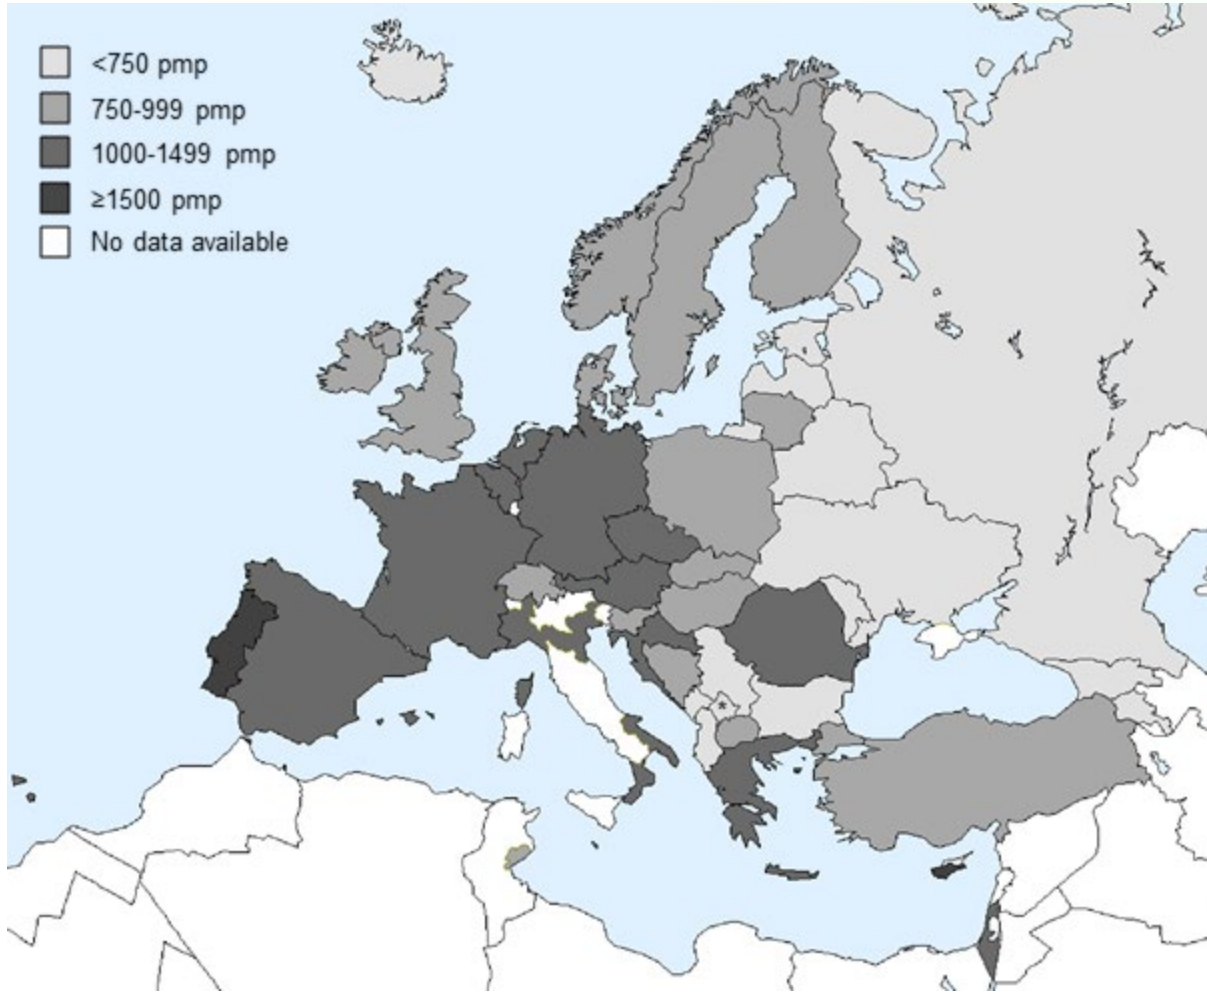 <750 pmp
750-999 pmp
1000-1499 pmp
≥1500 pmp
No data available
*